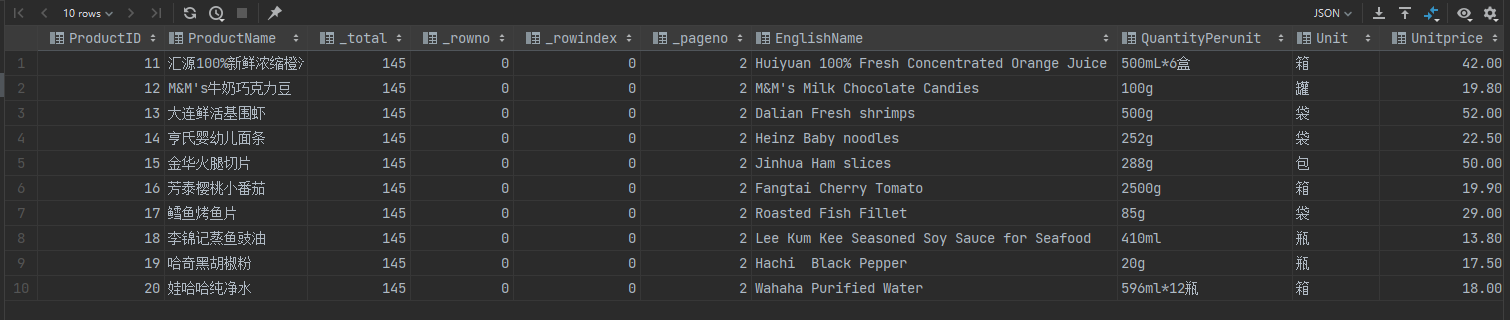 10 rows JSON
ProductID ProductName _total _rowno _rowindex _pageno EnglishName QuantityPerunit Unit Unitprice
1 11 汇源100%新鲜浓缩橙 145 0 0 2 Huiyuan 100% Fresh Concentrated Orange Juice 500mL*6盒 箱 42.00
2 12 M&M's牛奶巧克力豆 145 0 0 2 M&M's Milk Chocolate Candies 100g 罐 19.80
3 13 大连鲜活基围虾 145 0 0 2 Dalian Fresh shrimps 500g 袋 52.00
4 14 亨氏婴幼儿面条 145 0 0 2 Heinz Baby noodles 252g 袋 22.50
5 15 金华火腿切片 145 0 0 2 Jinhua Ham slices 288g 包 50.00
6 16 芳泰樱桃小番茄 145 0 0 2 Fangtai Cherry Tomato 2500g 箱 19.90
7 17 鳕鱼烤鱼片 145 0 0 2 Roasted Fish Fillet 85g 袋 29.00
8 18 李锦记蒸鱼豉油 145 0 0 2 Lee Kum Kee Seasoned Soy Sauce for Seafood 410ml 瓶 13.80
9 19 哈奇黑胡椒粉 145 0 0 2 Hachi  Black Pepper 20g 瓶 17.50
10 20 娃哈哈纯净水 145 0 0 2 Wahaha Purified Water 596ml*12瓶 箱 18.00